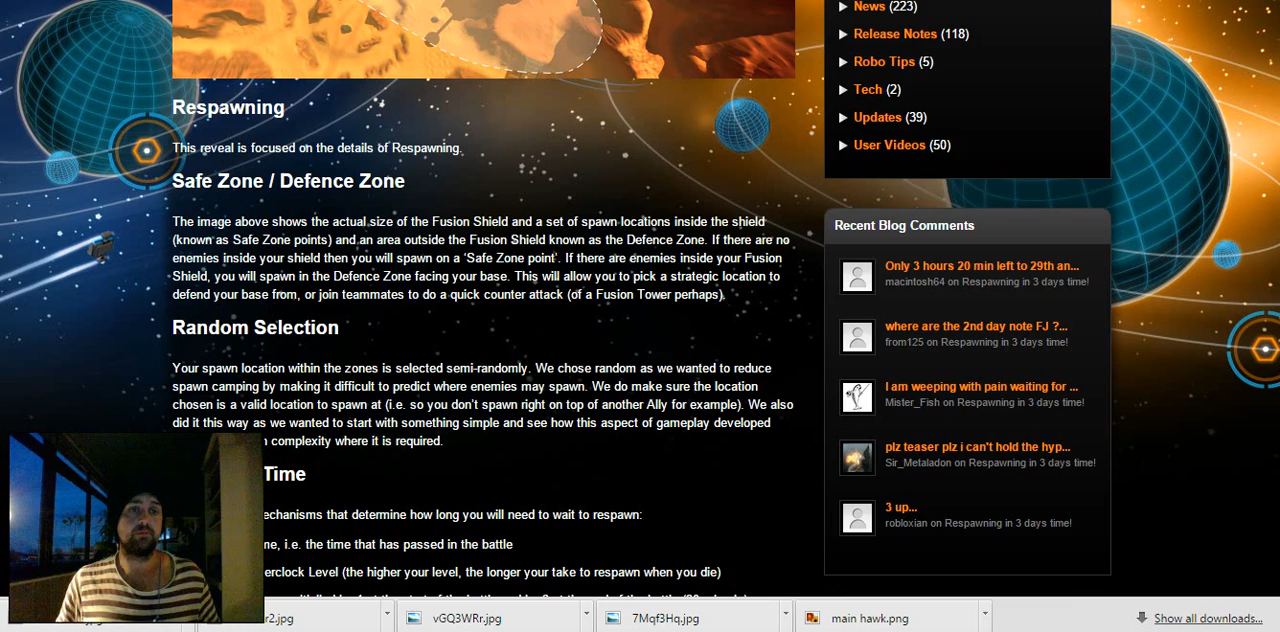 Respawning
This reveal is focused on the details of Respawning.
Safe Zone / Defence Zone
The image above shows the actual size of the Fusion Shield and a set of spawn locations inside the shield
(known as Safe Zone points) and an area outside the Fusion Shield known as the Defence Zone. If there are no
enemies inside your shield then you will spawn on a 'Safe Zone point'. If there are enemies inside your Fusion
Shield, you will spawn in the Defence Zone facing your base. This will allow you to pick a strategic location to
defend your base from, or join teammates to do a quick counter attack (of a Fusion Tower perhaps).
Random Selection
Your spawn location within the zones is selected semi-randomly. We chose random as we wanted to reduce
spawn camping by making it difficult to predict where enemies may spawn. We do make sure the location
chosen is a valid location to spawn at (i.e. so you don't spawn right on top of another Ally for example). We also
did it this way as we wanted to start with something simple and see how this aspect of gameplay developed
complexity where it is required.
Time
echanisms that determine how long you will need to wait to respawn:
me, i.e. the time that has passed in the battle
erclock Level (the higher your level, the longer your take to respawn when you die)
News (223)
Release Notes (118)
Robo Tips (5)
Tech (2)
Updates (39)
User Videos (50)
Recent Blog Comments
Only 3 hours 20 min left to 29th an...
macintosh64 on Respawning in 3 days time!
where are the 2nd day note FJ ?...
from125 on Respawning in 3 days time!
I am weeping with pain waiting for ...
Mister_Fish on Respawning in 3 days time!
plz teaser plz i can't hold the hyp...
Sir_Metaladon on Respawning in 3 days time!
3 up...
robloxian on Respawning in 3 days time!
r2.jpg
vGQ3WRr.jpg
7Mqf3Hq.jpg
main hawk.png
Show all downloads...